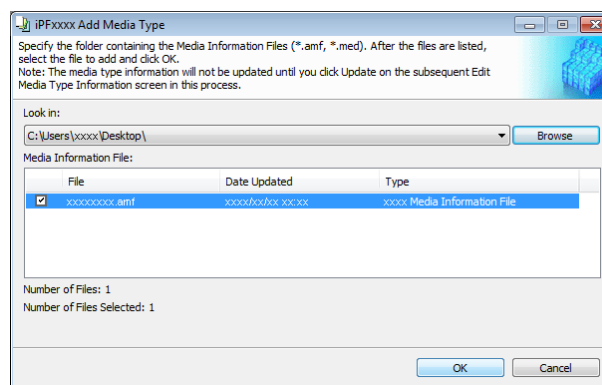 iPFxxxx Add Media Type
Specify the folder containing the Media Information Files (*.amf, *.med). After the files are listed,
select the file to add and click OK.
Note: The media type information will not be updated until you click Update on the subsequent Edit
Media Type Information screen in this process.
Look in:
C:\Users\xxxx\Desktop\ Browse
Media Information File:
File Date Updated Type
xxxxxxxx.amf xxxx/xx/xx xx:xx xxxx Media Information File
Number of Files: 1
Number of Files Selected: 1
OK Cancel